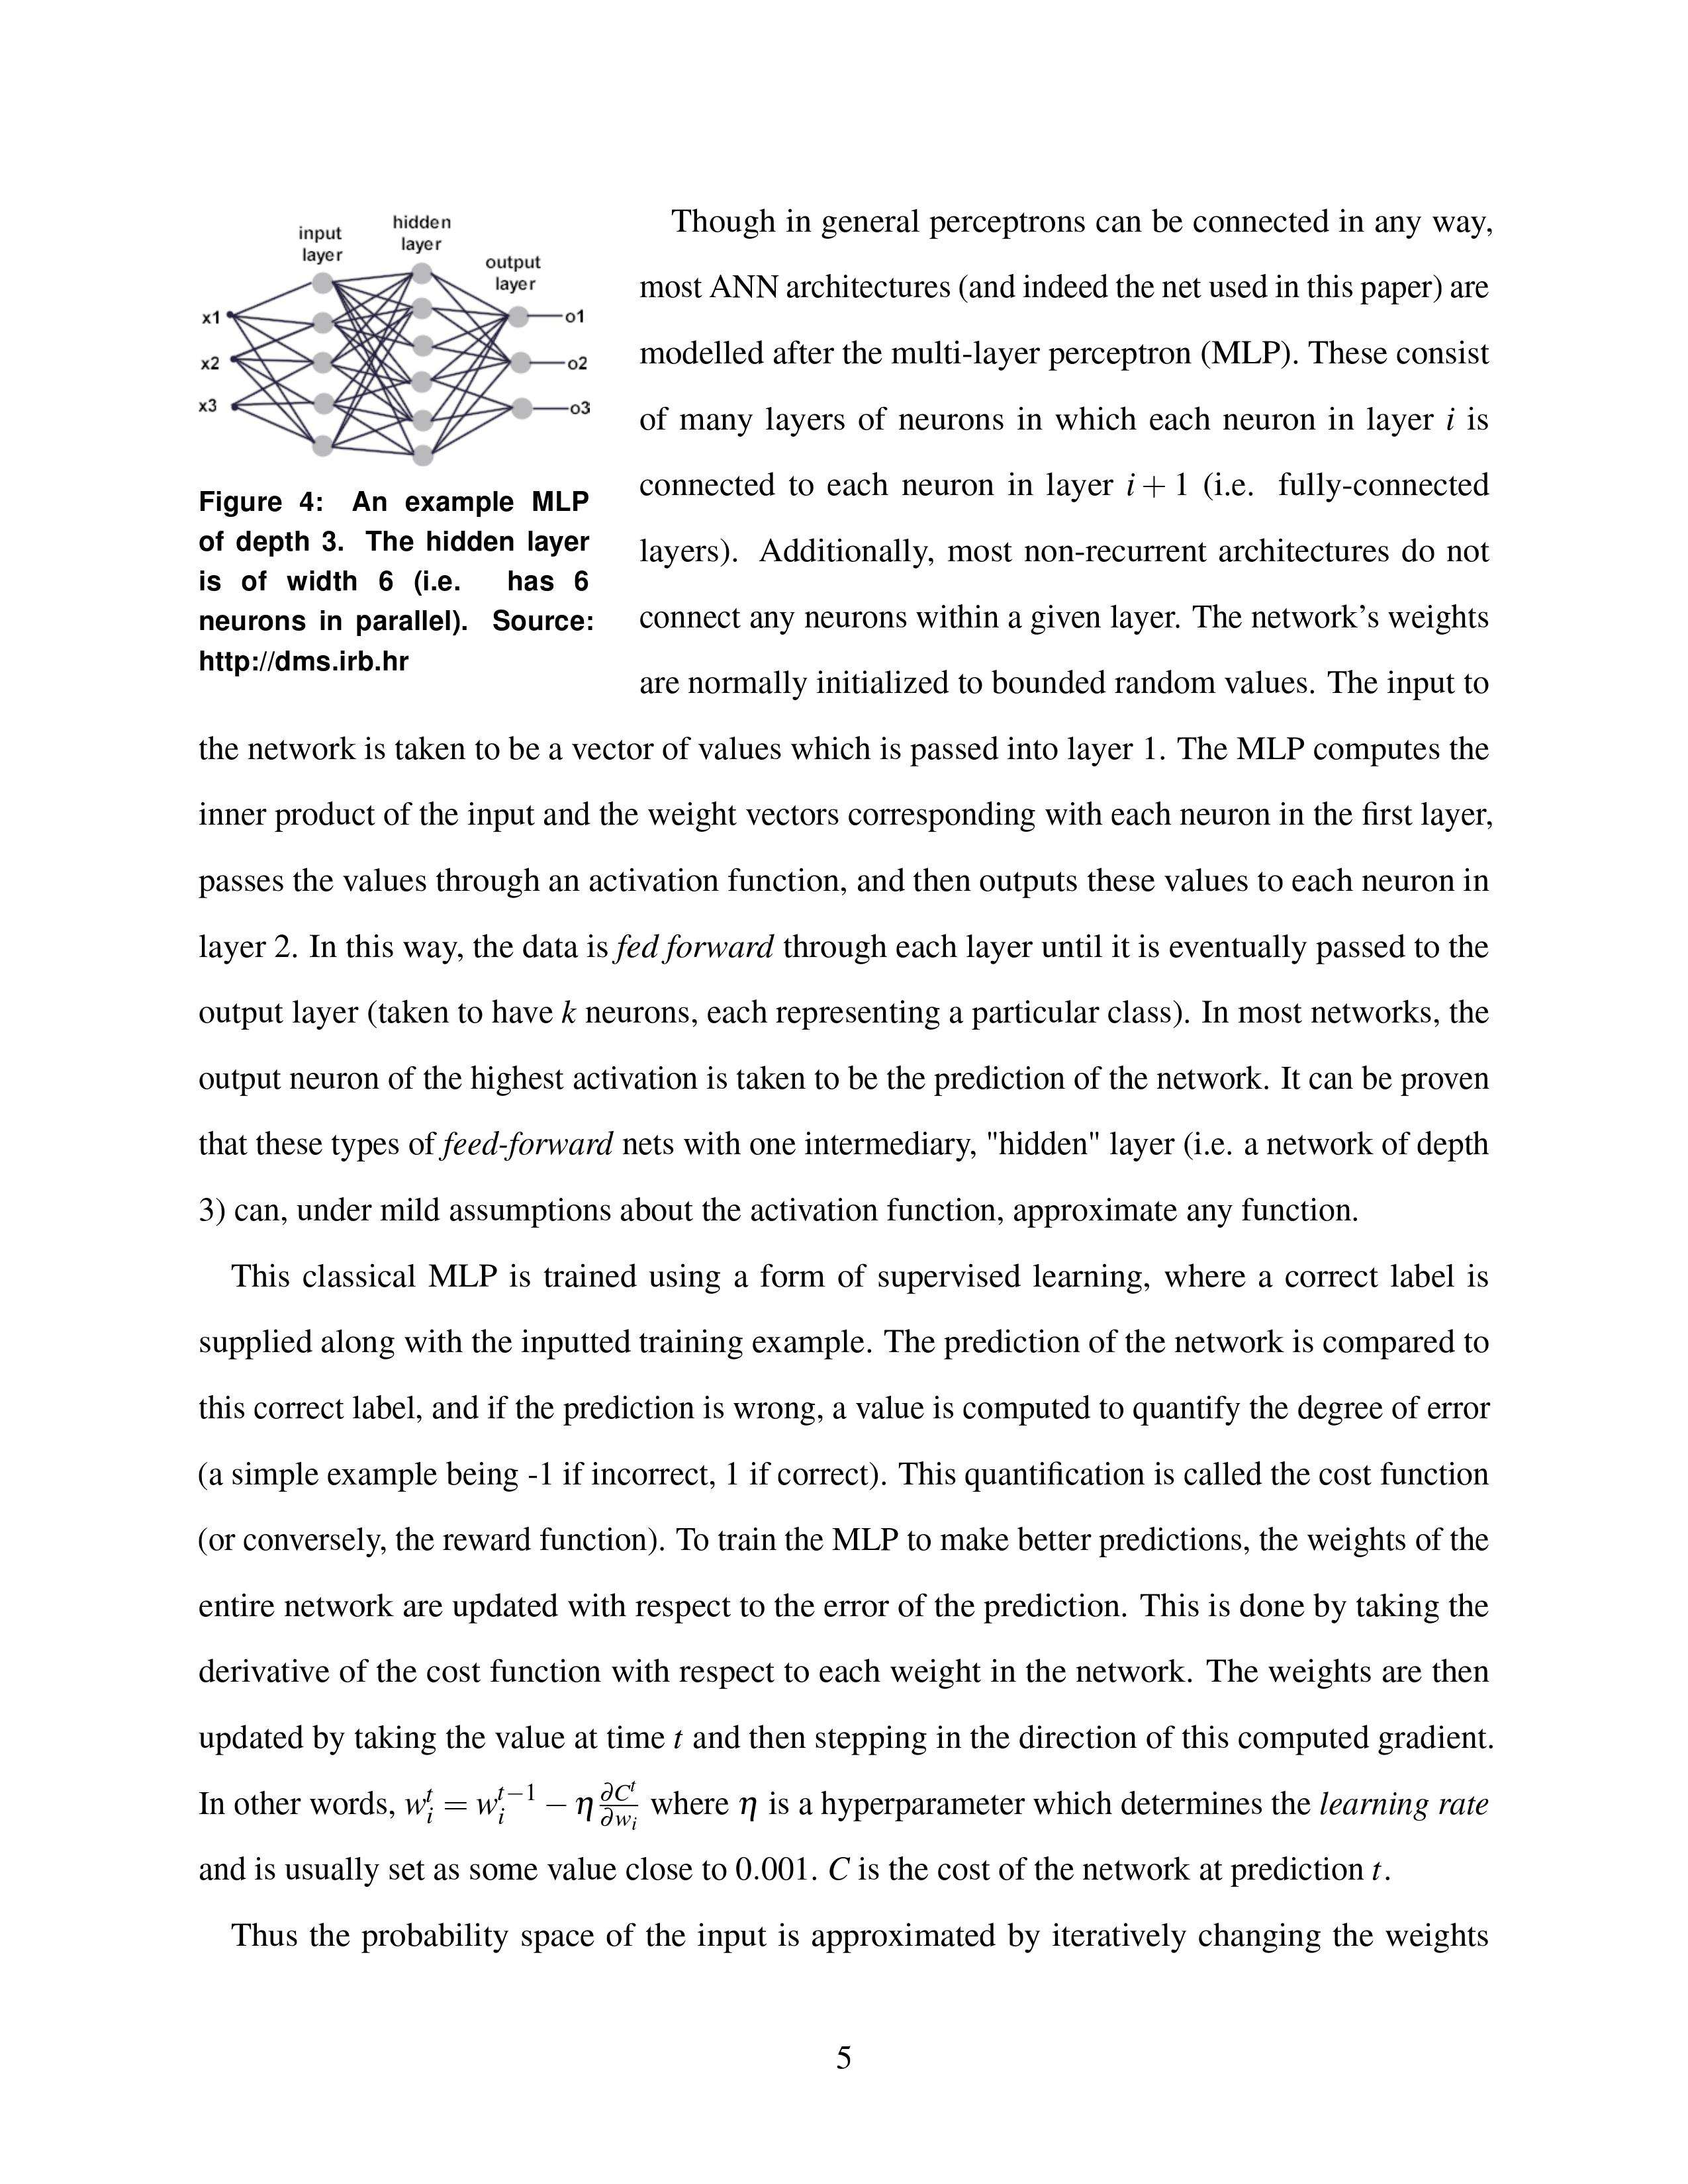 input
layer
hidden
layer
output
layer
x1
x2
x3
o1
o2
o3
Figure 4: An example MLP
of depth 3. The hidden layer
is of width 6 (i.e. has 6
neurons in parallel). Source:
http://dms.irb.hr
Though in general perceptrons can be connected in any way,
most ANN architectures (and indeed the net used in this paper) are
modelled after the multi-layer perceptron (MLP). These consist
of many layers of neurons in which each neuron in layer i is
connected to each neuron in layer i + 1 (i.e. fully-connected
layers). Additionally, most non-recurrent architectures do not
connect any neurons within a given layer. The network's weights
are normally initialized to bounded random values. The input to
the network is taken to be a vector of values which is passed into layer 1. The MLP computes the
inner product of the input and the weight vectors corresponding with each neuron in the first layer,
passes the values through an activation function, and then outputs these values to each neuron in
layer 2. In this way, the data is fed forward through each layer until it is eventually passed to the
output layer (taken to have k neurons, each representing a particular class). In most networks, the
output neuron of the highest activation is taken to be the prediction of the network. It can be proven
that these types of feed-forward nets with one intermediary, "hidden" layer (i.e. a network of depth
3) can, under mild assumptions about the activation function, approximate any function.
This classical MLP is trained using a form of supervised learning, where a correct label is
supplied along with the inputted training example. The prediction of the network is compared to
this correct label, and if the prediction is wrong, a value is computed to quantify the degree of error
(a simple example being -1 if incorrect, 1 if correct). This quantification is called the cost function
(or conversely, the reward function). To train the MLP to make better predictions, the weights of the
entire network are updated with respect to the error of the prediction. This is done by taking the
derivative of the cost function with respect to each weight in the network. The weights are then
updated by taking the value at time t and then stepping in the direction of this computed gradient.
In other words, w_i^t = w_i^{t−1} − η ∂C^t/∂w_i where η is a hyperparameter which determines the learning rate
and is usually set as some value close to 0.001. C is the cost of the network at prediction t.
Thus the probability space of the input is approximated by iteratively changing the weights
5